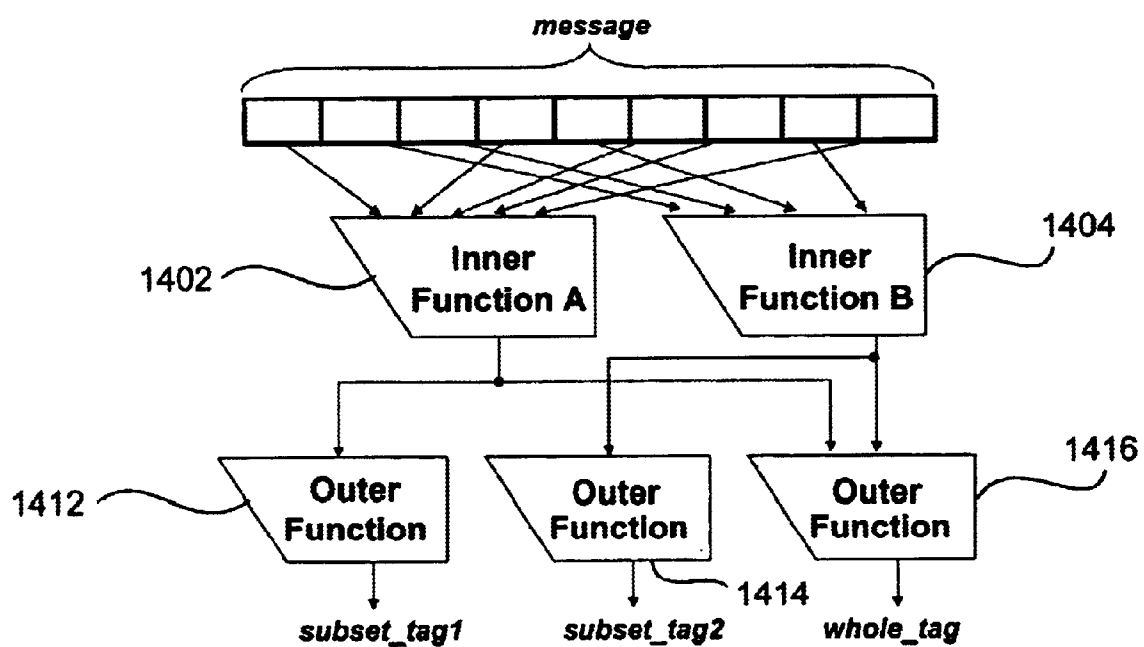 message
1404
Inner
Function A
Inner
Function B
1402
1416
Outer
Function
Outer
Function
Outer
Function
1412
1414
subset_tag1
subset_tag2
whole_tag